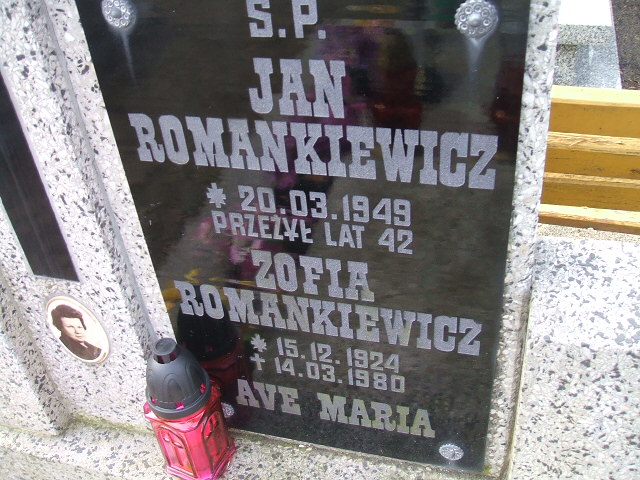 S.P.
JAN
ROMANKIEWICZ
* 20.03.1949
PRZEŻYŁ LAT 42
ZOFIA
ROMANKIEWICZ
* 15.12.1924
† 14.03.1980
AVE MARIA